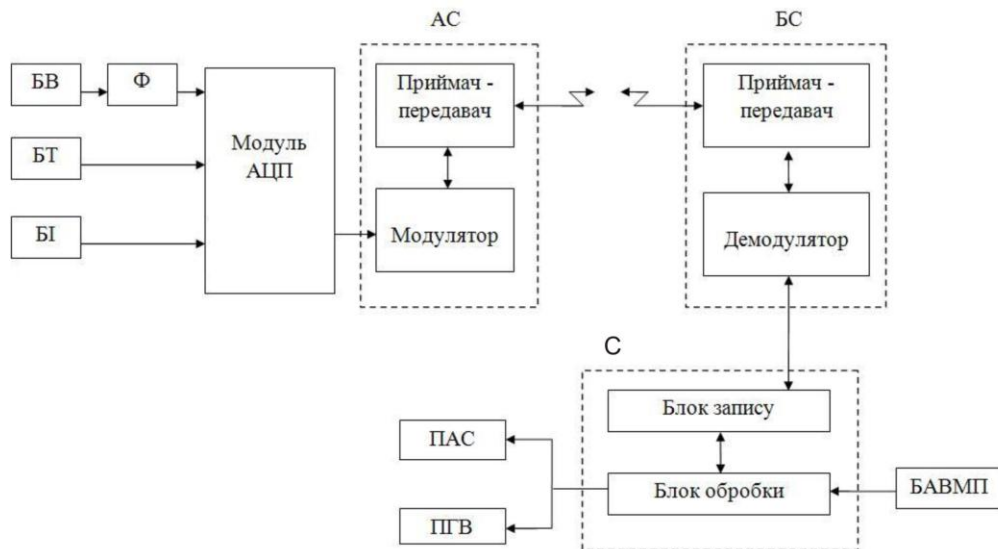 АС
БС
БВ
Ф
Приймач -
передавач
Приймач -
передавач
Модуль
АЦП
БТ
Модулятор
Демодулятор
БІ
С
Блок запису
ПАС
Блок обробки
БАВМП
ПГВ